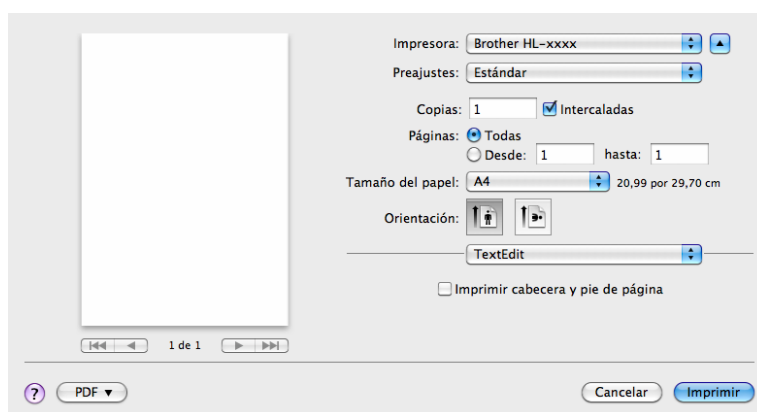 Impresora: Brother HL-xxxx
Preajustes: Estándar
Copias: 1 Intercaladas
Páginas: Todas
Desde: 1 hasta: 1
Tamaño del papel: A4 20,99 por 29,70 cm
Orientación:
TextEdit
Imprimir cabecera y pie de página
1 de 1
? PDF ▼ Cancelar Imprimir